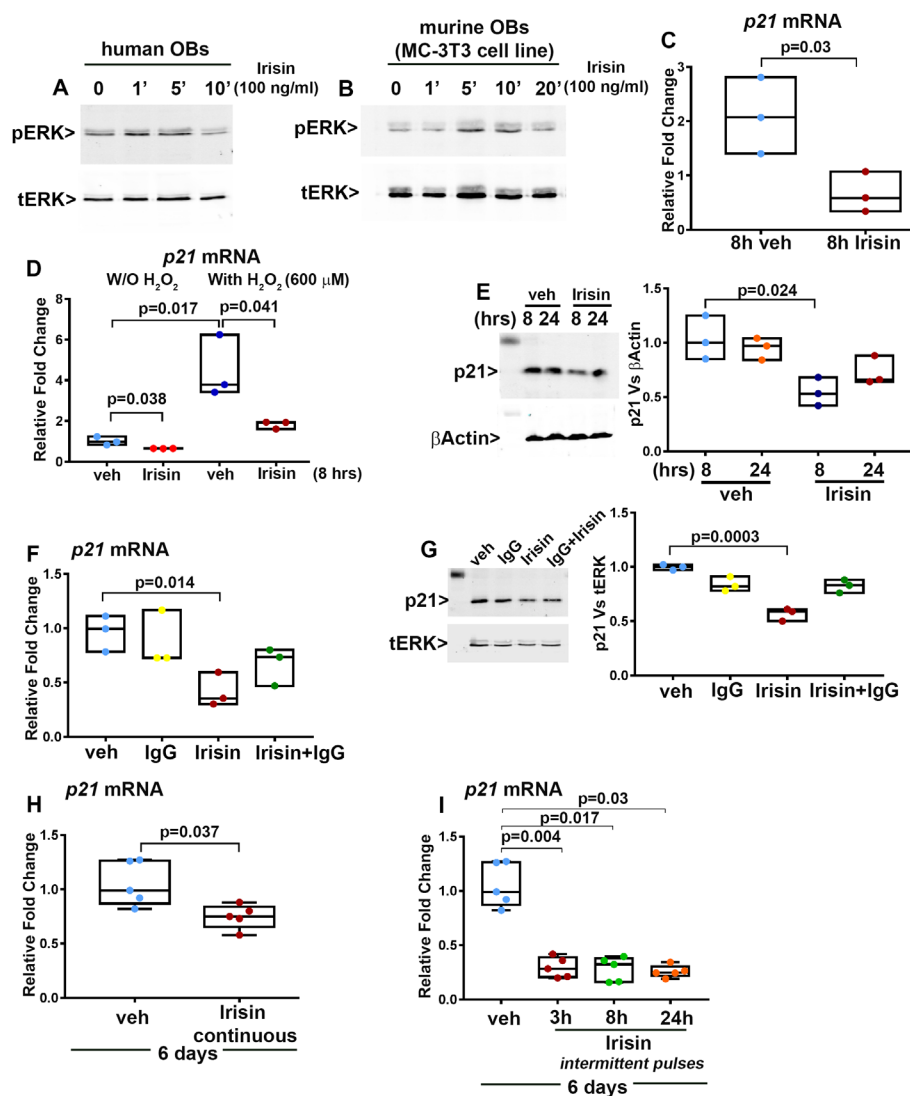 human OBs
A
0 1’ 5’ 10’
Irisin
(100 ng/ml)
pERK>
tERK>
murine OBs
(MC-3T3 cell line)
B
0 1’ 5’ 10’ 20’
Irisin
(100 ng/ml)
pERK>
tERK>
C
p21 mRNA
p=0.03
Relative Fold Change
3
2
1
0
8h veh 8h Irisin
D
p21 mRNA
W/O H₂O₂ With H₂O₂ (600 μM)
p=0.017 p=0.041
p=0.038
Relative Fold Change
8
6
4
2
0
veh Irisin veh Irisin (8 hrs)
E
veh Irisin
(hrs) 8 24 8 24
p21>
βActin>
p=0.024
p21 Vs βActin
1.5
1.0
0.5
0.0
(hrs) 8 24 8 24
veh Irisin
F
p21 mRNA
p=0.014
Relative Fold Change
1.5
1.0
0.5
0.0
veh IgG Irisin Irisin+IgG
G
veh IgG Irisin IgG+Irisin
p21>
tERK>
p=0.0003
p21 Vs tERK
1.5
1.0
0.5
0.0
veh IgG Irisin Irisin+IgG
H
p21 mRNA
p=0.037
Relative Fold Change
1.5
1.0
0.5
0.0
veh Irisin
continuous
6 days
I
p21 mRNA
p=0.03
p=0.017
p=0.004
Relative Fold Change
1.5
1.0
0.5
0.0
veh 3h 8h 24h
Irisin
intermittent pulses
6 days